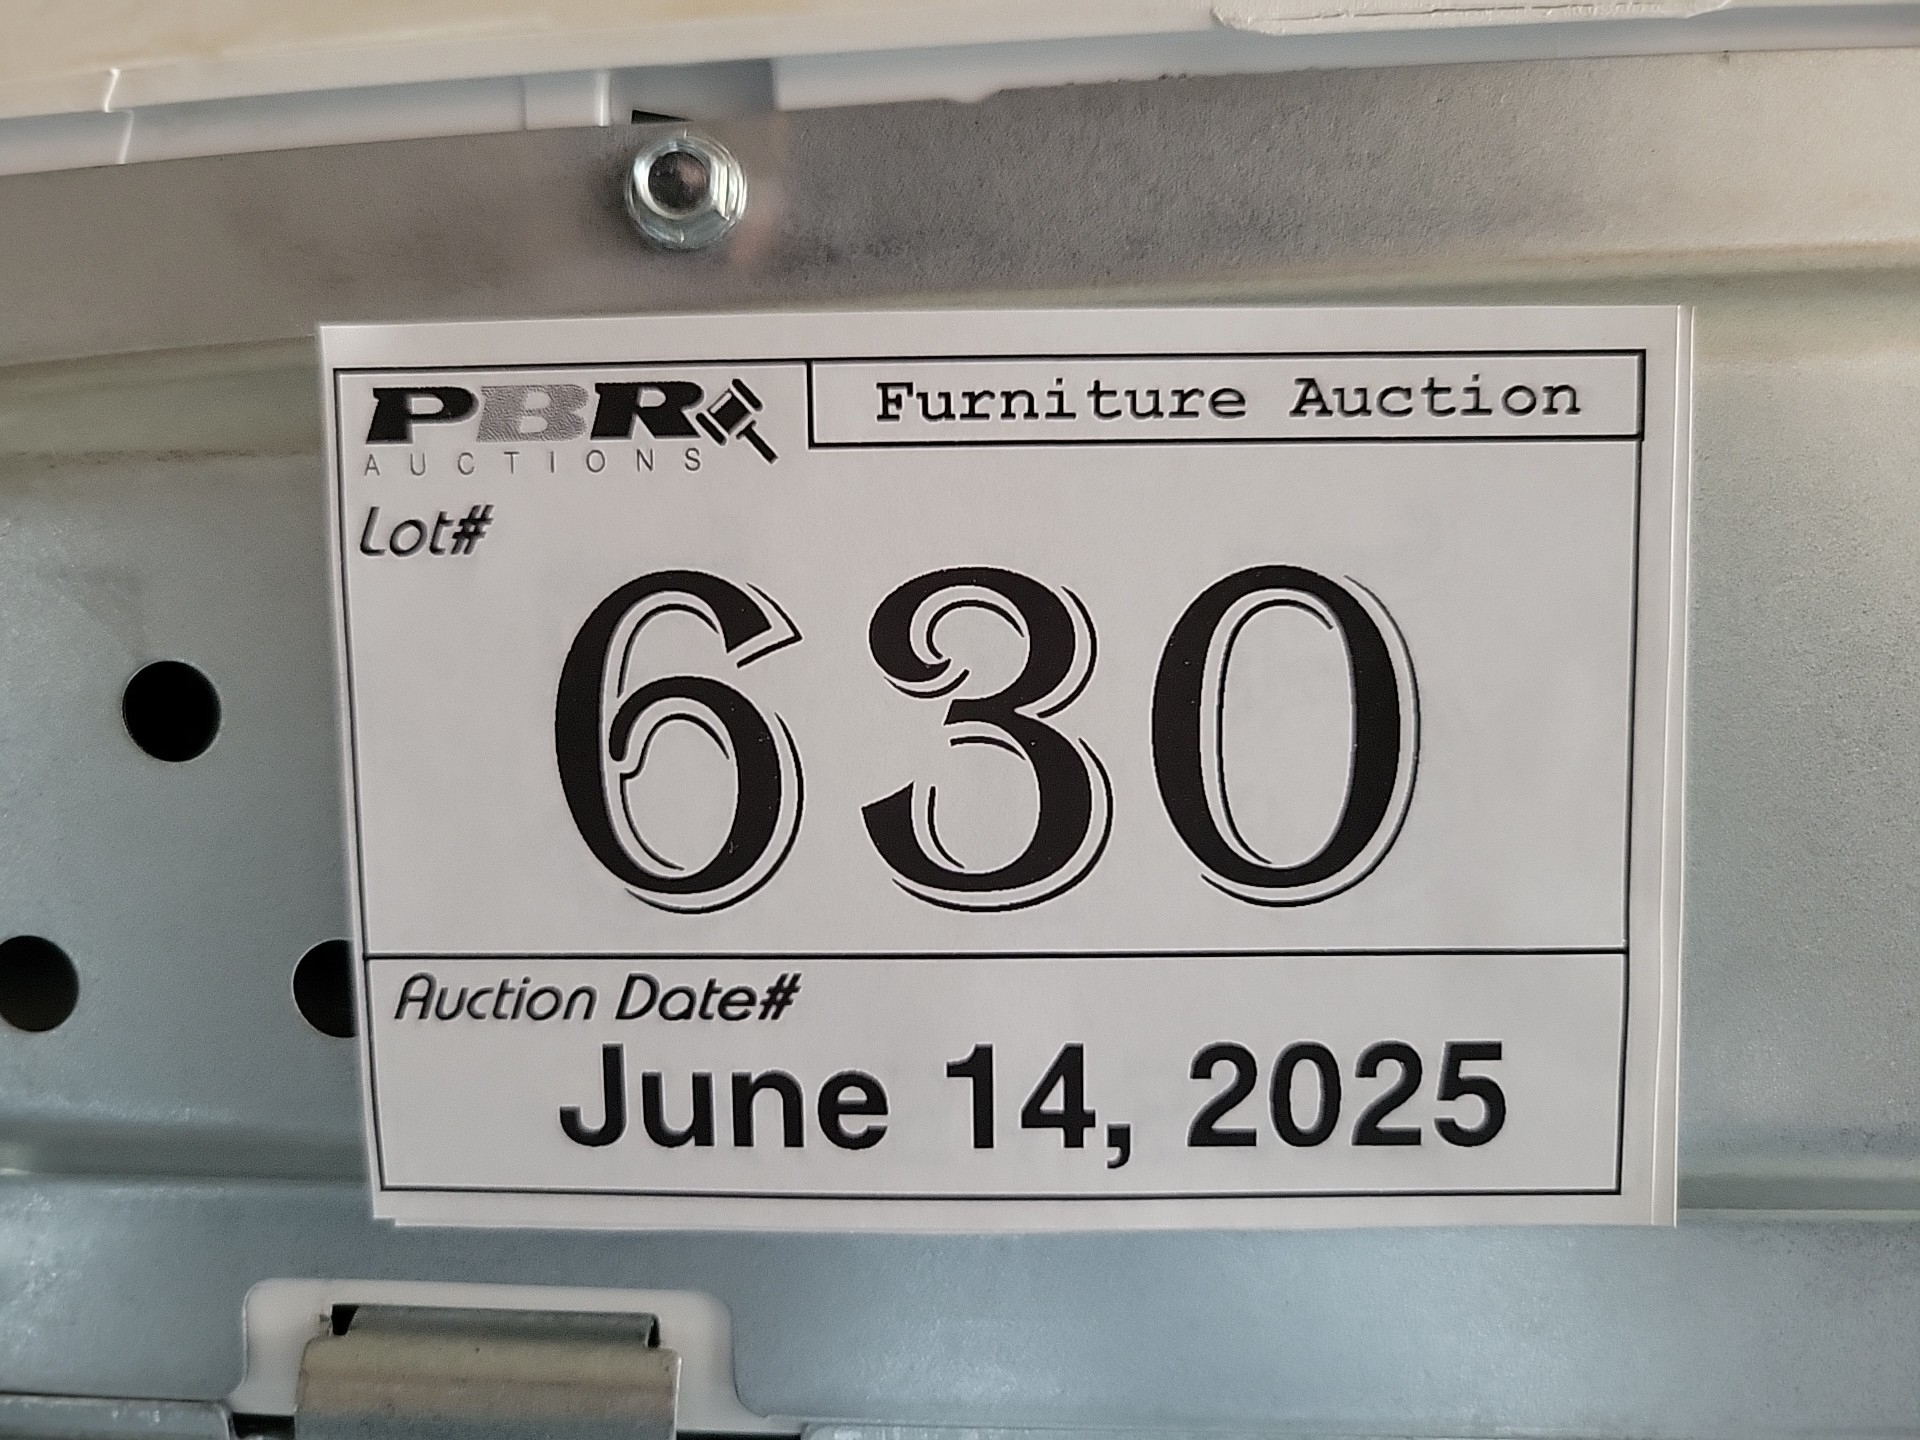 PBR
AUCTIONS
Furniture Auction
Lot#
630
Auction Date#
June 14, 2025